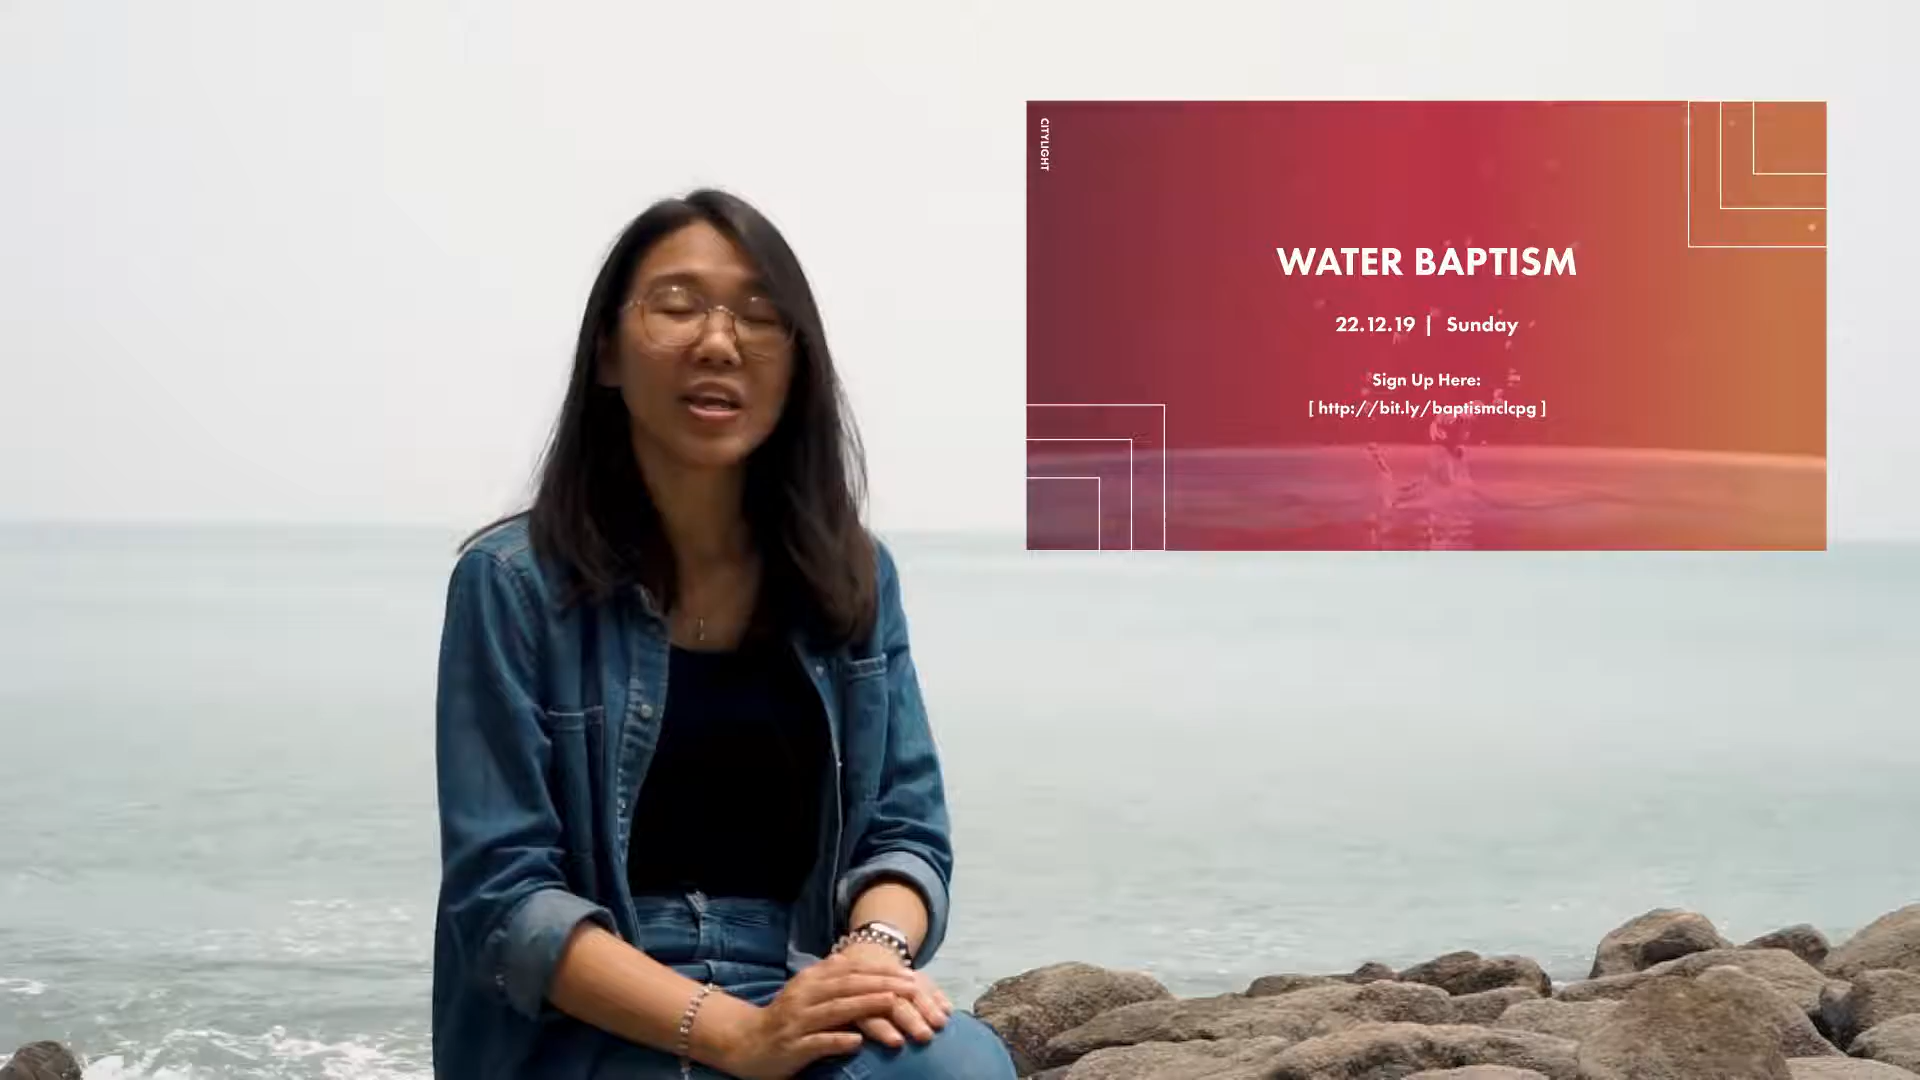 CITYLIGHT
WATER BAPTISM
22.12.19 | Sunday
Sign Up Here:
[ http://bit.ly/baptismclcpg ]